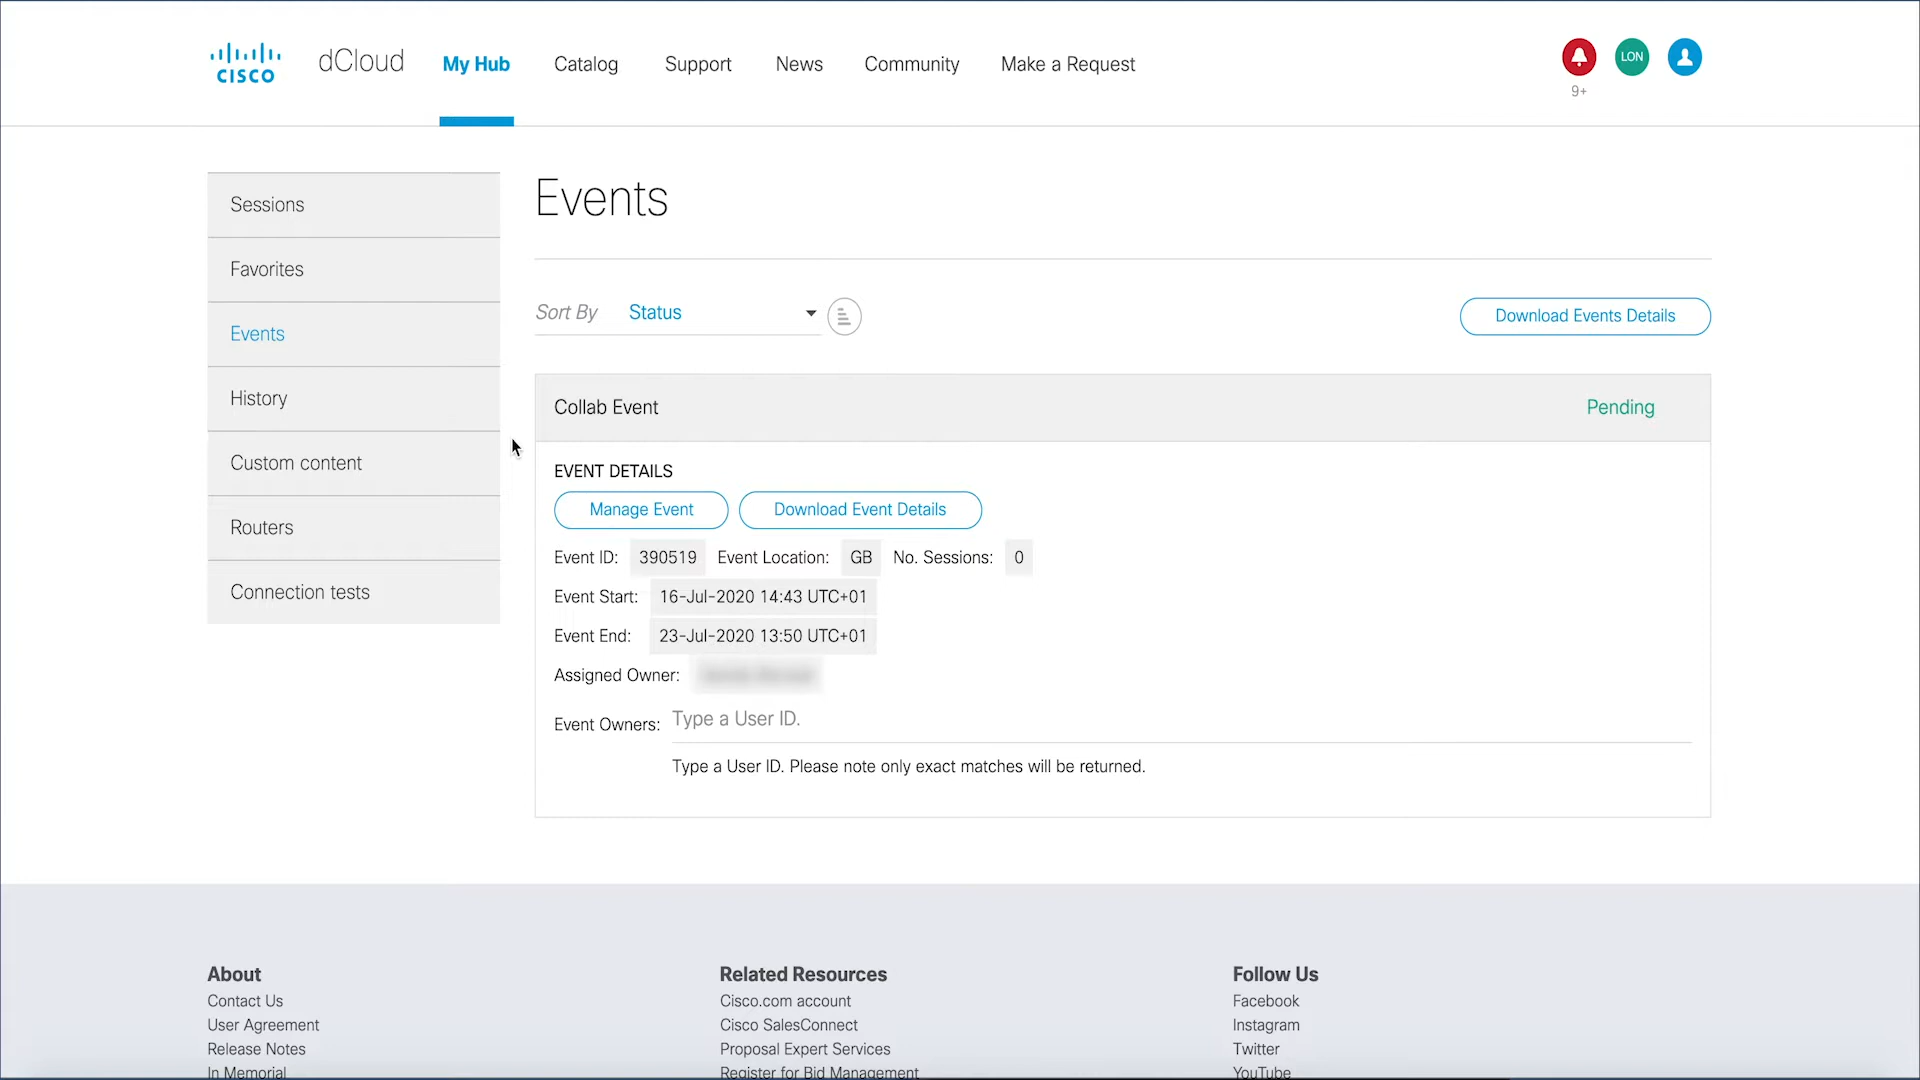 CISCO dCloud My Hub Catalog Support News Community Make a Request LON
9+
Sessions
Favorites
Events
History
Custom content
Routers
Connection tests
Events
Sort By Status Download Events Details
Collab Event Pending
EVENT DETAILS
Manage Event Download Event Details
Event ID: 390519 Event Location: GB No. Sessions: 0
Event Start: 16-Jul-2020 14:43 UTC+01
Event End: 23-Jul-2020 13:50 UTC+01
Assigned Owner:
Event Owners: Type a User ID.
Type a User ID. Please note only exact matches will be returned.
About
Contact Us
User Agreement
Release Notes
In Memorial
Related Resources
Cisco.com account
Cisco SalesConnect
Proposal Expert Services
Register for Bid Management
Follow Us
Facebook
Instagram
Twitter
YouTube